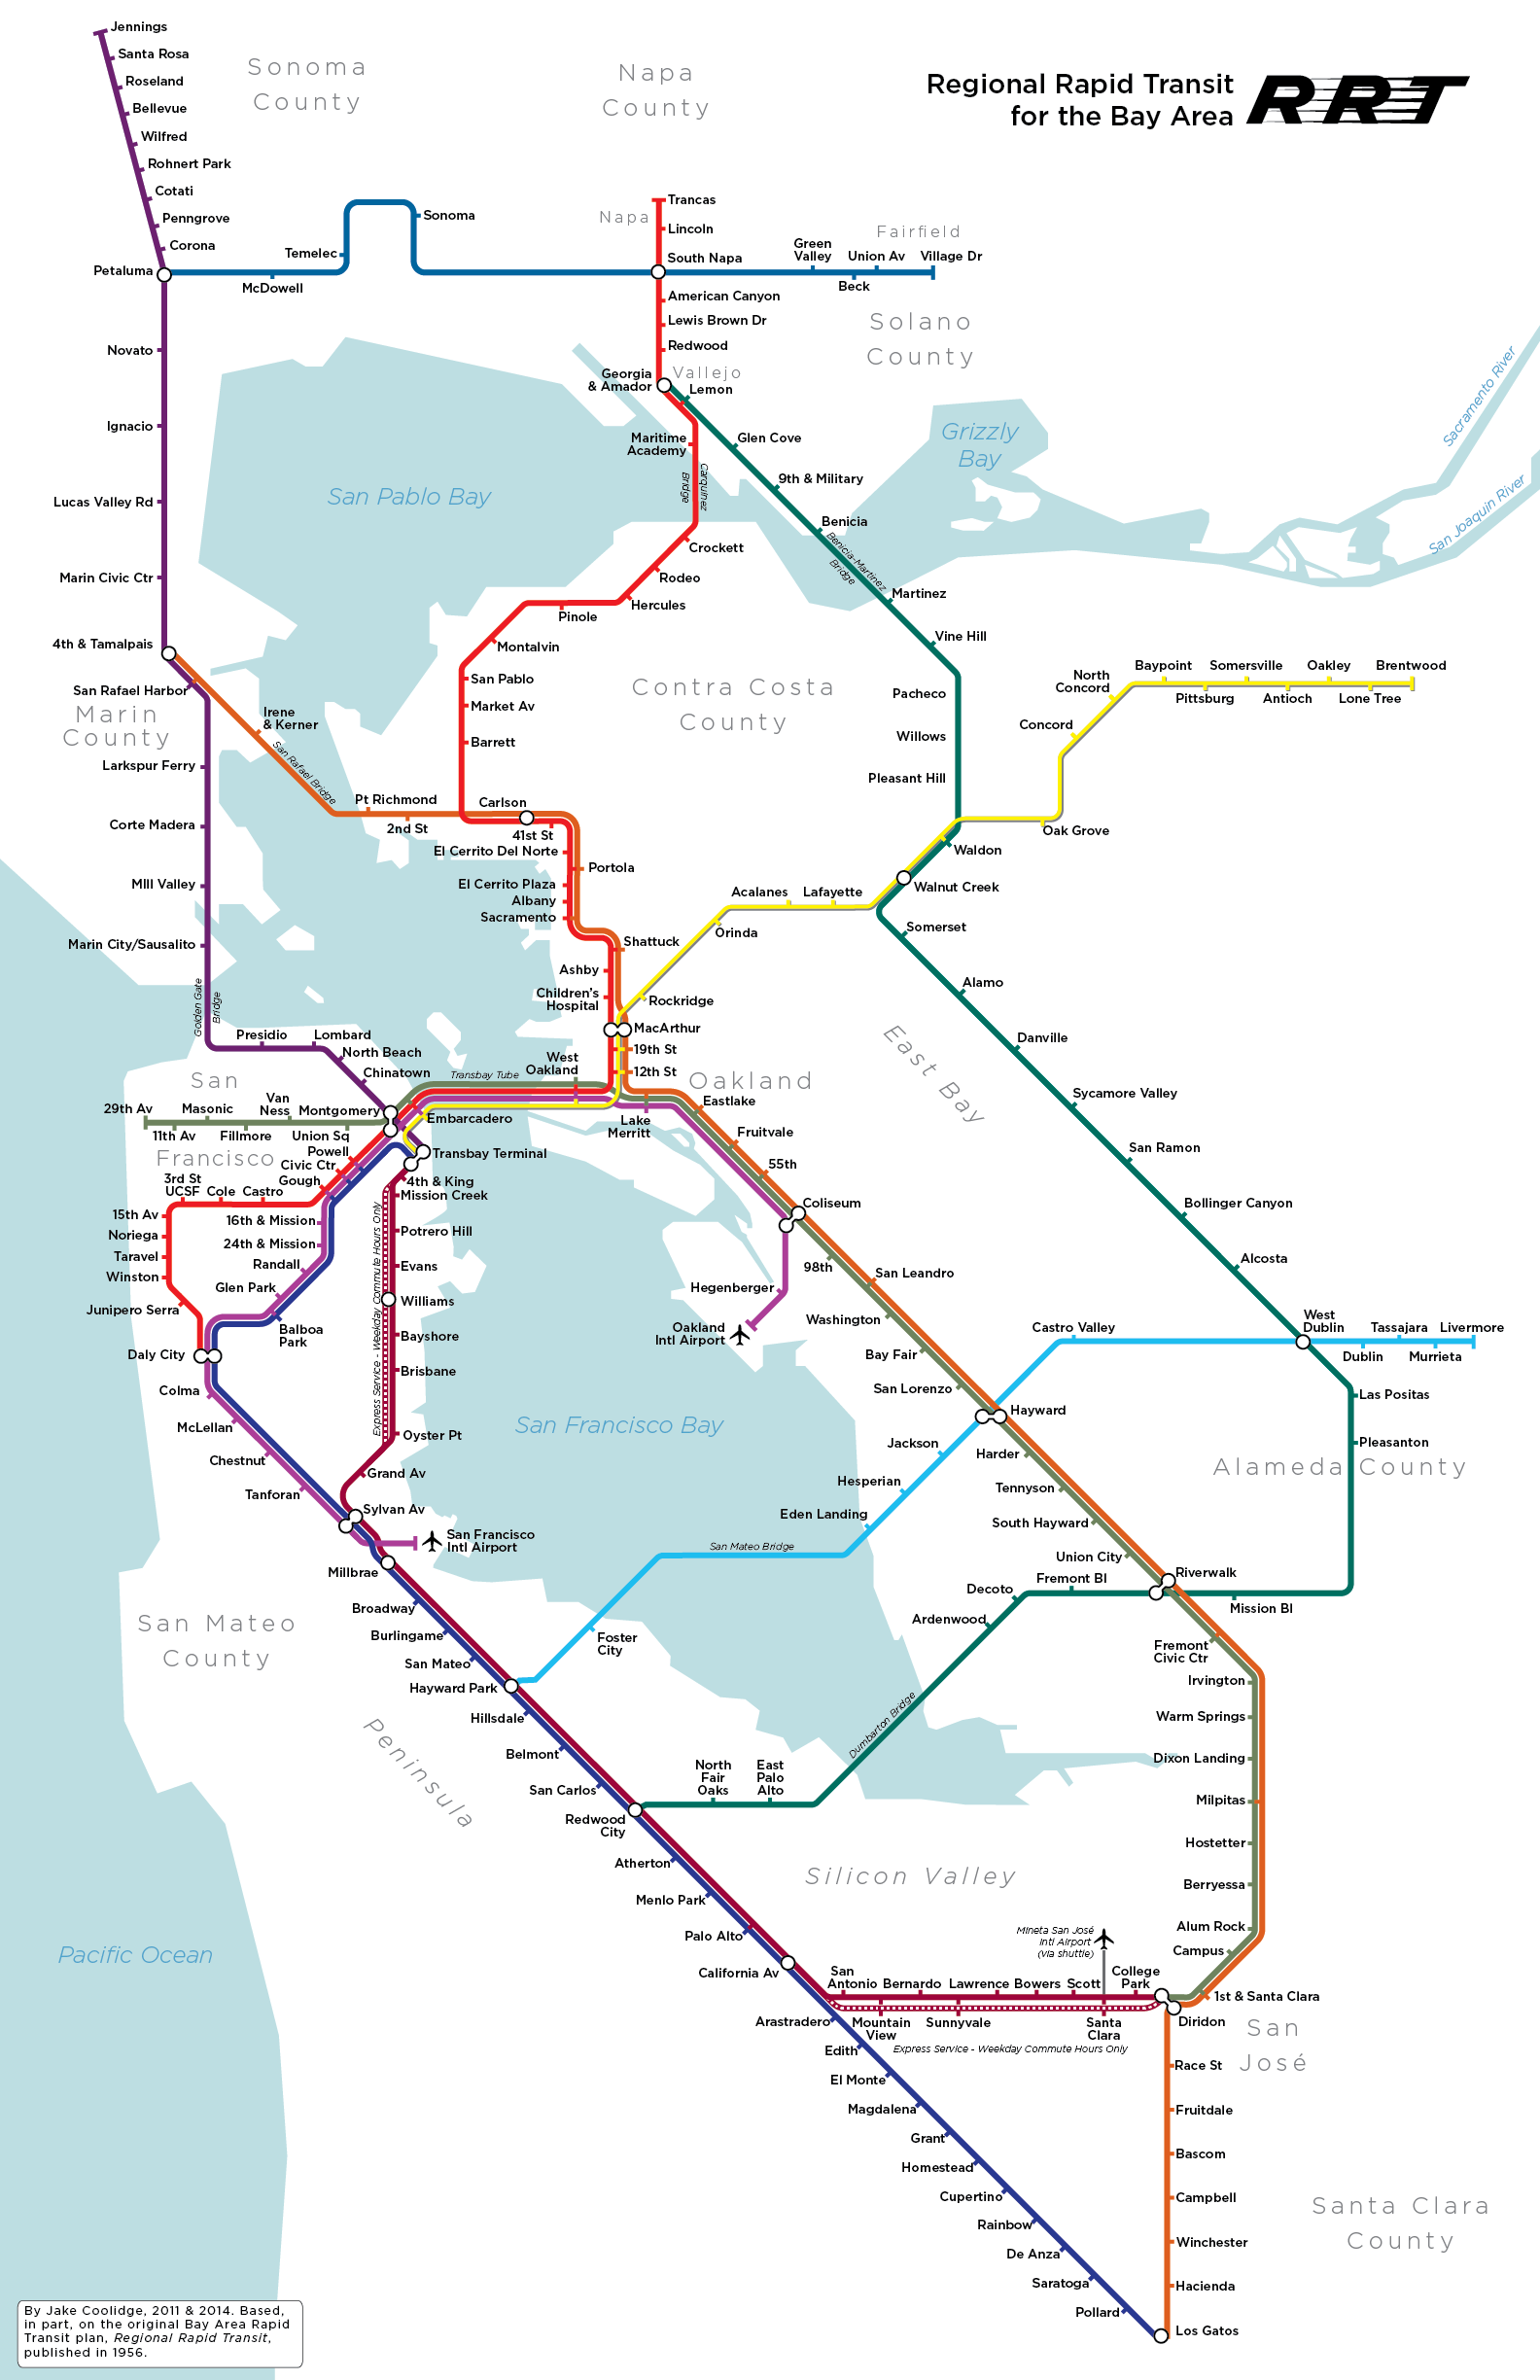 Jennings
Santa Rosa
Roseland
Bellevue
Wilfred
Rohnert Park
Cotati
Penngrove
Corona
Petaluma
Sonoma
County
Napa
County
Regional Rapid Transit
for the Bay Area
RRT
McDowell
Temelec
Sonoma
Napa
Trancas
Lincoln
South Napa
Fairfield
Green
Valley
Union Av
Village Dr
Beck
American Canyon
Lewis Brown Dr
Redwood
Solano
County
Georgia
& Amador
Vallejo
Lemon
Novato
Ignacio
Lucas Valley Rd
Marin Civic Ctr
4th & Tamalpais
San Rafael Harbor
Marin
County
San Pablo Bay
Maritime
Academy
Carquinez
Bridge
Glen Cove
9th & Military
Benicia
Benicia-Martinez
Bridge
Martinez
Vine Hill
Grizzly
Bay
Sacramento River
San Joaquin River
Crockett
Rodeo
Hercules
Pinole
Montalvin
San Pablo
Market Av
Barrett
Contra Costa
County
Pacheco
Willows
Pleasant Hill
North
Concord
Concord
Baypoint
Somersville
Oakley
Brentwood
Pittsburg
Antioch
Lone Tree
Irene
& Kerner
San Rafael Bridge
Larkspur Ferry
Corte Madera
MIll Valley
Marin City/Sausalito
Golden Gate
Bridge
Pt Richmond
2nd St
Carlson
41st St
El Cerrito Del Norte
Portola
El Cerrito Plaza
Albany
Sacramento
Shattuck
Ashby
Children's
Hospital
MacArthur
19th St
12th St
Oak Grove
Waldon
Walnut Creek
Acalanes
Lafayette
Orinda
Rockridge
Somerset
Alamo
Danville
Sycamore Valley
San Ramon
Bollinger Canyon
Alcosta
East Bay
Presidio
Lombard
North Beach
Chinatown
San
Francisco
29th Av
Masonic
Van
Ness
Montgomery
11th Av
Fillmore
Union Sq
Powell
Civic Ctr
Gough
Transbay Tube
West
Oakland
Oakland
Embarcadero
Lake
Merritt
Eastlake
Fruitvale
55th
Coliseum
Transbay Terminal
4th & King
Mission Creek
3rd St
UCSF
Cole
Castro
15th Av
Noriega
Taravel
Winston
Junipero Serra
16th & Mission
24th & Mission
Randall
Glen Park
Balboa
Park
Daly City
Colma
McLellan
Chestnut
Tanforan
Express Service - Weekday Commute Hours Only
Potrero Hill
Evans
Williams
Bayshore
Brisbane
Oyster Pt
Grand Av
Sylvan Av
San Francisco
Intl Airport
Millbrae
Hegenberger
Oakland
Intl Airport
98th
San Leandro
Washington
Bay Fair
San Lorenzo
Hayward
Castro Valley
West
Dublin
Tassajara
Livermore
Dublin
Murrieta
Las Positas
Pleasanton
Alameda County
San Francisco Bay
Jackson
Hesperian
Eden Landing
San Mateo Bridge
Harder
Tennyson
South Hayward
Union City
Riverwalk
Fremont Bl
Decoto
Ardenwood
Mission Bl
Fremont
Civic Ctr
Irvington
Warm Springs
Dixon Landing
Milpitas
Hostetter
Berryessa
Alum Rock
Campus
San Mateo
County
Peninsula
Broadway
Burlingame
San Mateo
Hayward Park
Foster
City
Hillsdale
Belmont
San Carlos
Redwood
City
North
Fair
Oaks
East
Palo
Alto
Dumbarton Bridge
Atherton
Menlo Park
Palo Alto
California Av
Silicon Valley
Mineta San José
Intl Airport
(via shuttle)
San
Antonio
Bernardo
Lawrence
Bowers
Scott
College
Park
Mountain
View
Sunnyvale
Santa
Clara
Express Service - Weekday Commute Hours Only
1st & Santa Clara
Diridon
San
José
Race St
Fruitdale
Bascom
Campbell
Winchester
Hacienda
Los Gatos
Arastradero
Edith
El Monte
Magdalena
Grant
Homestead
Cupertino
Rainbow
De Anza
Saratoga
Pollard
Santa Clara
County
Pacific Ocean
By Jake Coolidge, 2011 & 2014. Based,
in part, on the original Bay Area Rapid
Transit plan, Regional Rapid Transit,
published in 1956.